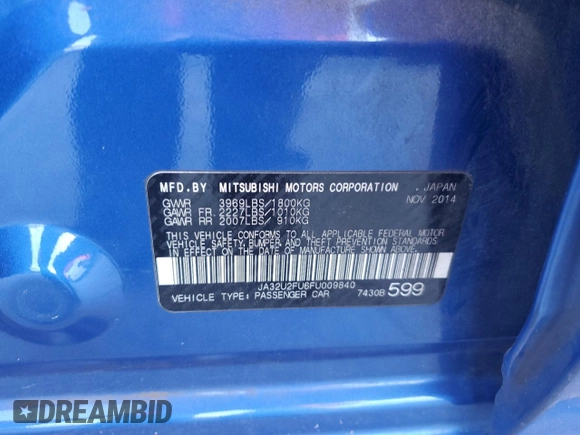 MFD.BY MITSUBISHI MOTORS CORPORATION , JAPAN
GVWR 3969LBS/1800KG NOV 2014
GAWR FR 2227LBS/1010KG
GAWR RR 2007LBS/ 910KG
THIS VEHICLE CONFORMS TO ALL APPLICABLE FEDERAL MOTOR
VEHICLE SAFETY, BUMPER, AND THEFT PREVENTION STANDARDS
IN EFFECT ON THE DATE OF MANUFACTURE SHOWN ABOVE.
JA32U2FU6FU009840
VEHICLE TYPE: PASSENGER CAR 7430B 599
DREAMBID